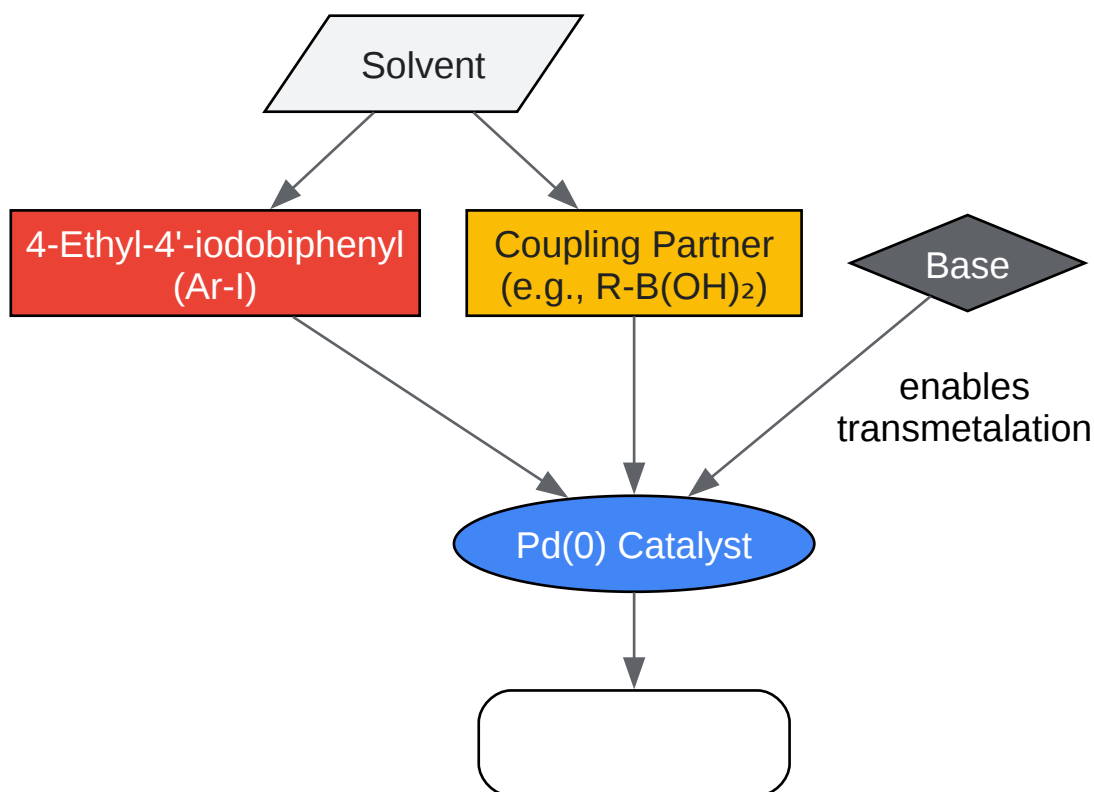 Solvent
4-Ethyl-4'-iodobiphenyl
(Ar-I)
Coupling Partner
(e.g., R-B(OH)₂)
Base
enables
transmetalation
Pd(0) Catalyst